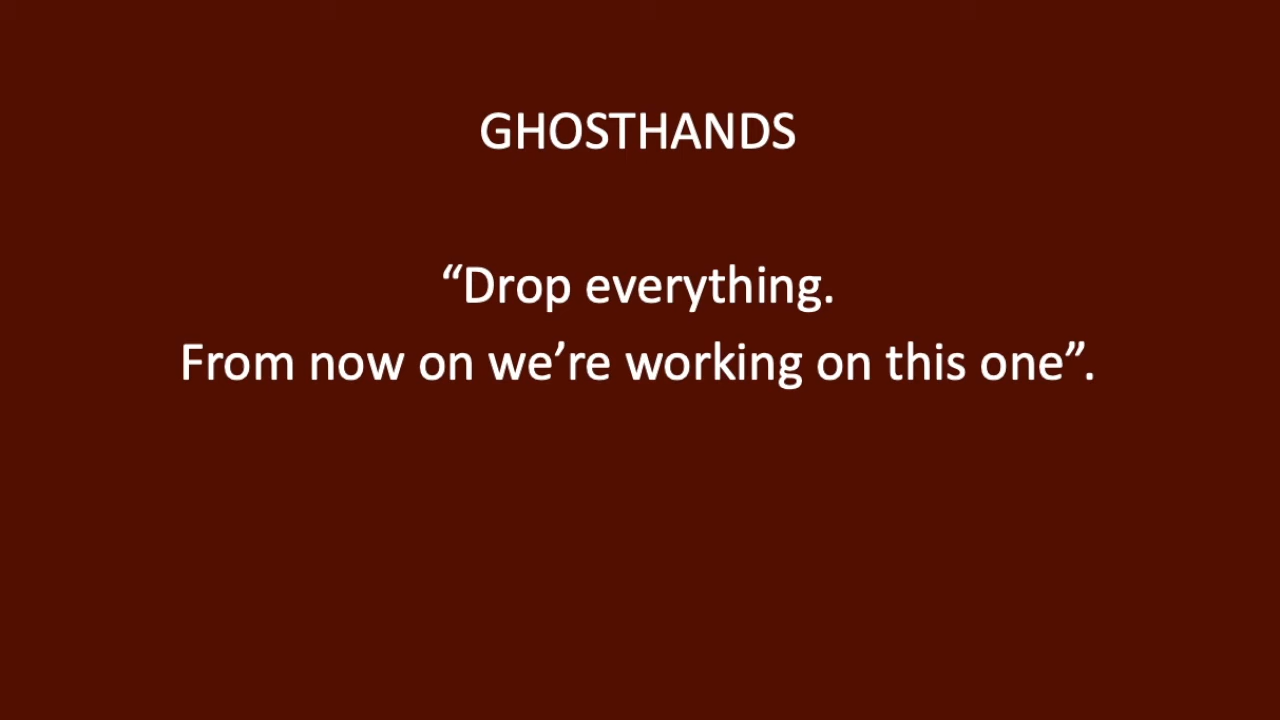 GHOSTHANDS
“Drop everything.
From now on we’re working on this one”.